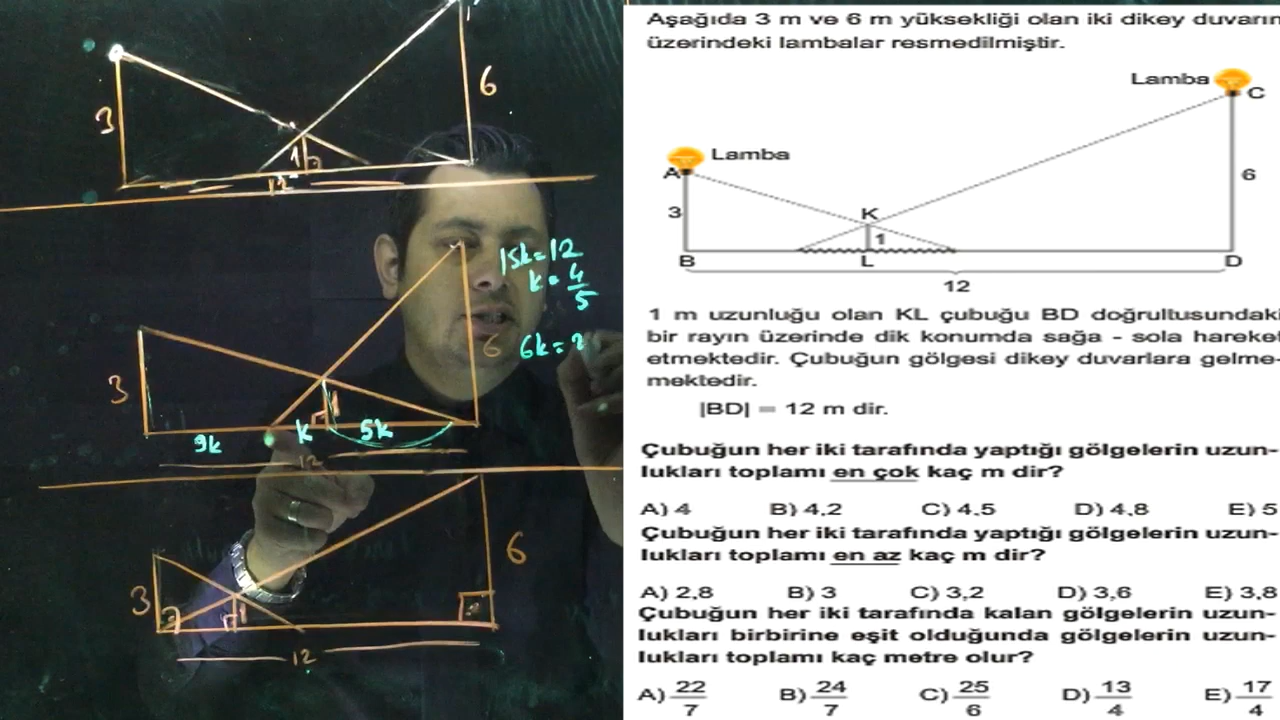 3
6
1
12
15k=12
k=4/5
6k=
3
6
1
9k
k
5k
12
3
6
1
12
Aşağıda 3 m ve 6 m yüksekliği olan iki dikey duvarın
üzerindeki lambalar resmedilmiştir.
Lamba
C
Lamba
A
6
K
3
1
B
L
D
12
1 m uzunluğu olan KL çubuğu BD doğrultusundaki
bir rayın üzerinde dik konumda sağa - sola hareket
etmektedir. Çubuğun gölgesi dikey duvarlara gelme-
mektedir.
|BD| = 12 m dir.
Çubuğun her iki tarafında yaptığı gölgelerin uzun-
lukları toplamı en çok kaç m dir?
A) 4 B) 4,2 C) 4,5 D) 4,8 E) 5
Çubuğun her iki tarafında yaptığı gölgelerin uzun-
lukları toplamı en az kaç m dir?
A) 2,8 B) 3 C) 3,2 D) 3,6 E) 3,8
Çubuğun her iki tarafında kalan gölgelerin uzun-
lukları birbirine eşit olduğunda gölgelerin uzun-
lukları toplamı kaç metre olur?
A) 22/7 B) 24/7 C) 25/6 D) 13/4 E) 17/4